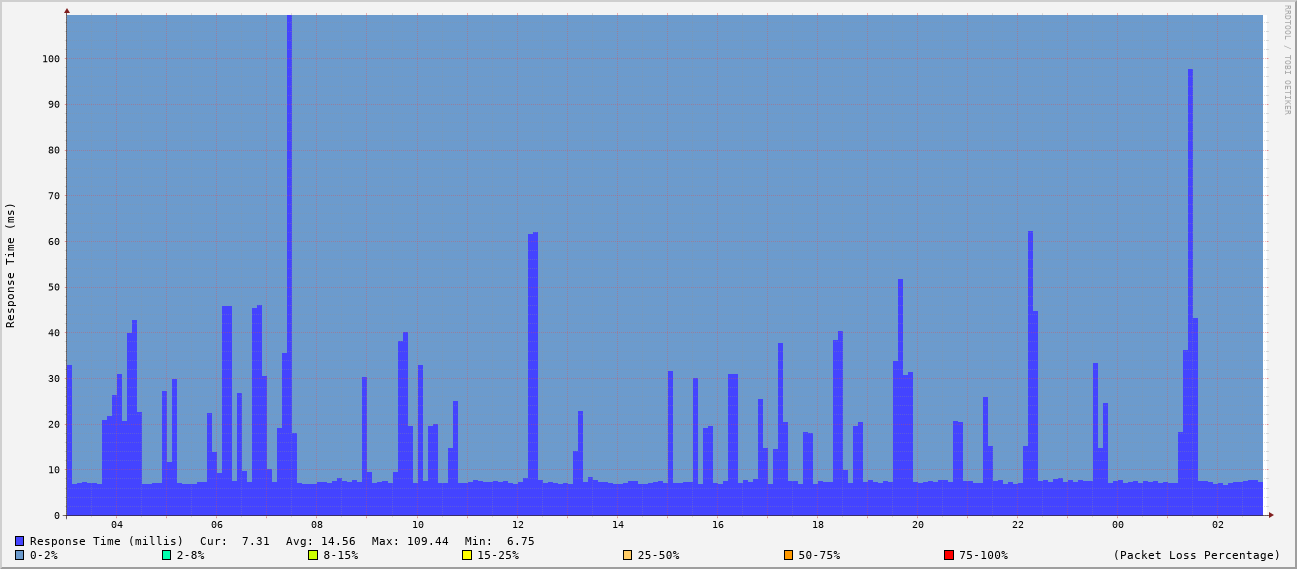 RRDTOOL / TOBI OETIKER
Response Time (ms)
100
90
80
70
60
50
40
30
20
10
0
04 06 08 10 12 14 16 18 20 22 00 02
Response Time (millis) Cur: 7.31 Avg: 14.56 Max: 109.44 Min: 6.75
0-2% 2-8% 8-15% 15-25% 25-50% 50-75% 75-100% (Packet Loss Percentage)